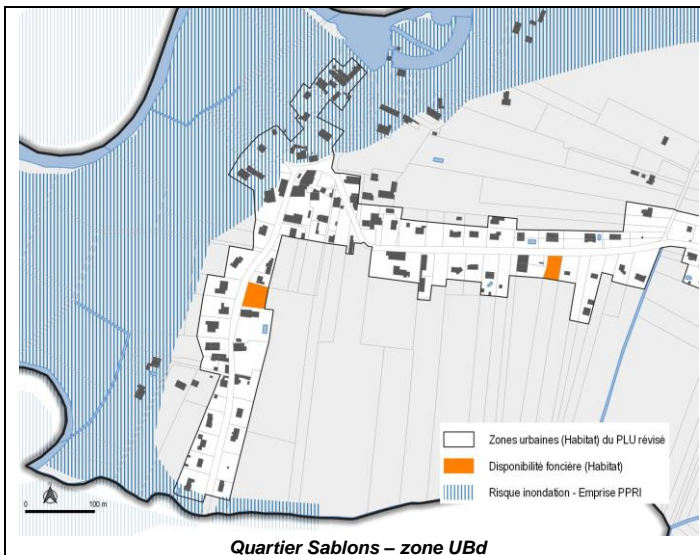 Zones urbaines (Habitat) du PLU révisé
Disponibilité foncière (Habitat)
Risque inondation - Emprise PPRI
0 100 m
Quartier Sablons – zone UBd